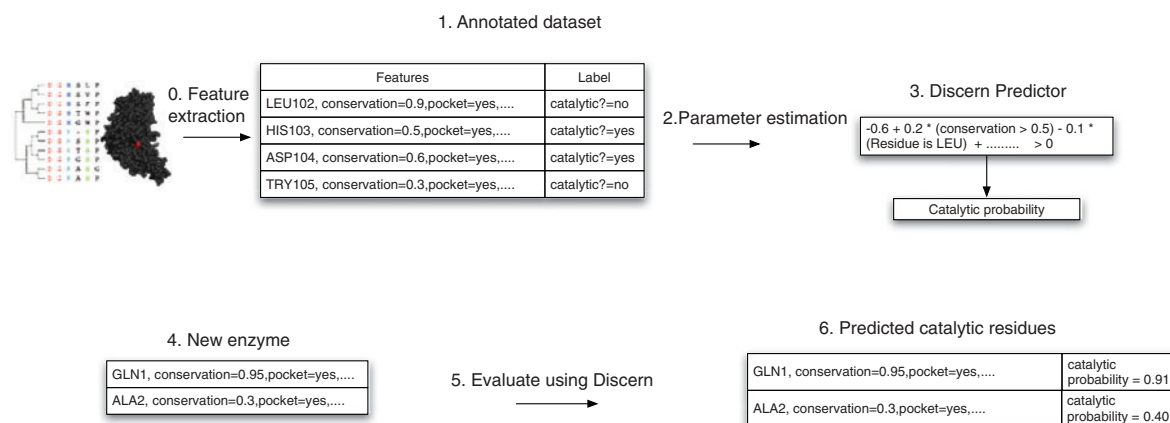 1. Annotated dataset
0. Feature
extraction
Features
Label
LEU102, conservation=0.9,pocket=yes,....
catalytic?=no
HIS103, conservation=0.5,pocket=yes,....
catalytic?=yes
ASP104, conservation=0.6,pocket=yes,....
catalytic?=yes
TRY105, conservation=0.3,pocket=yes,....
catalytic?=no
2.Parameter estimation
3. Discern Predictor
-0.6 + 0.2 * (conservation > 0.5) - 0.1 *
(Residue is LEU) + ......... > 0
Catalytic probability
4. New enzyme
GLN1, conservation=0.95,pocket=yes,....
ALA2, conservation=0.3,pocket=yes,....
5. Evaluate using Discern
6. Predicted catalytic residues
GLN1, conservation=0.95,pocket=yes,....
catalytic
probability = 0.91
ALA2, conservation=0.3,pocket=yes,....
catalytic
probability = 0.40